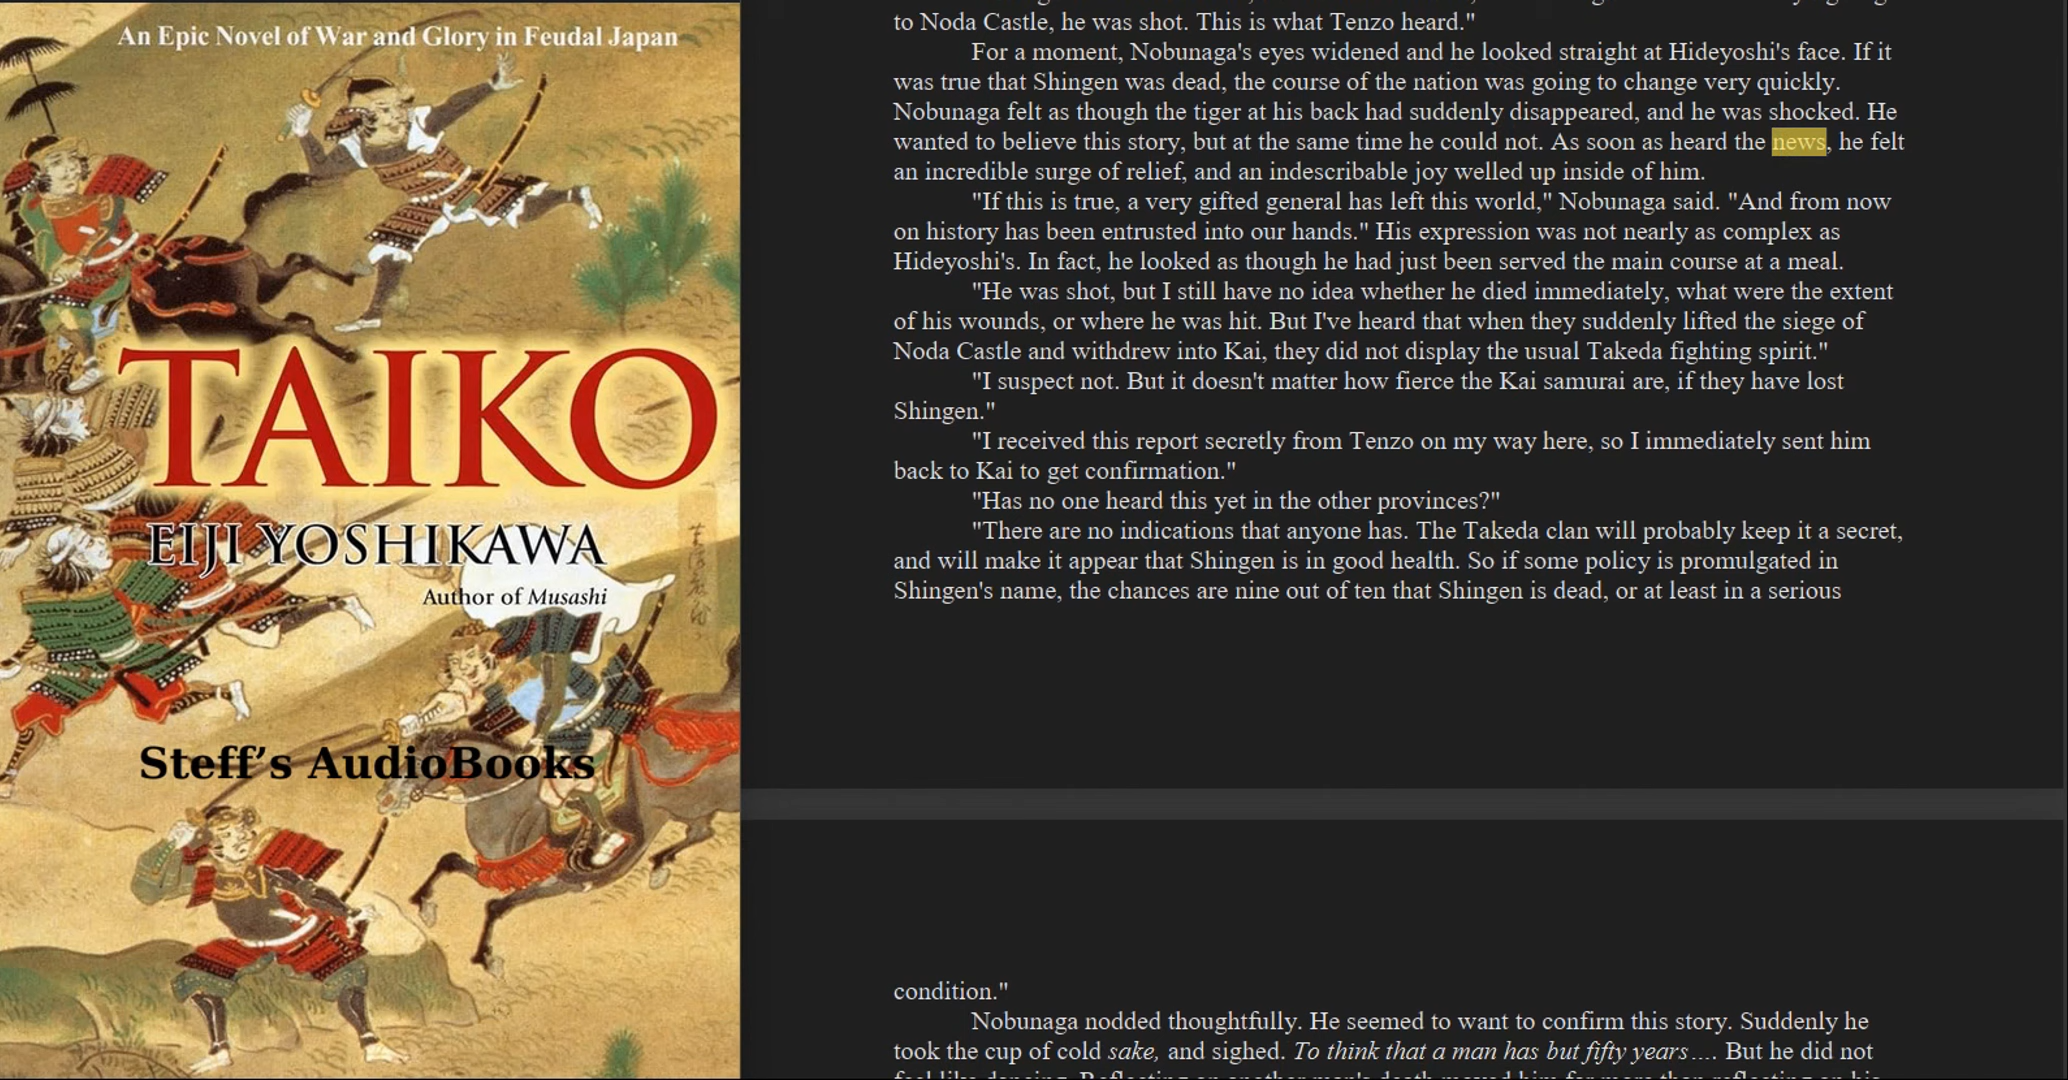 An Epic Novel of War and Glory in Feudal Japan
TAIKO
EIJI YOSHIKAWA
Author of Musashi
Steff's AudioBooks
to Noda Castle, he was shot. This is what Tenzo heard."
For a moment, Nobunaga's eyes widened and he looked straight at Hideyoshi's face. If it
was true that Shingen was dead, the course of the nation was going to change very quickly.
Nobunaga felt as though the tiger at his back had suddenly disappeared, and he was shocked. He
wanted to believe this story, but at the same time he could not. As soon as heard the news, he felt
an incredible surge of relief, and an indescribable joy welled up inside of him.
"If this is true, a very gifted general has left this world," Nobunaga said. "And from now
on history has been entrusted into our hands." His expression was not nearly as complex as
Hideyoshi's. In fact, he looked as though he had just been served the main course at a meal.
"He was shot, but I still have no idea whether he died immediately, what were the extent
of his wounds, or where he was hit. But I've heard that when they suddenly lifted the siege of
Noda Castle and withdrew into Kai, they did not display the usual Takeda fighting spirit."
"I suspect not. But it doesn't matter how fierce the Kai samurai are, if they have lost
Shingen."
"I received this report secretly from Tenzo on my way here, so I immediately sent him
back to Kai to get confirmation."
"Has no one heard this yet in the other provinces?"
"There are no indications that anyone has. The Takeda clan will probably keep it a secret,
and will make it appear that Shingen is in good health. So if some policy is promulgated in
Shingen's name, the chances are nine out of ten that Shingen is dead, or at least in a serious
condition."
Nobunaga nodded thoughtfully. He seemed to want to confirm this story. Suddenly he
took the cup of cold sake, and sighed. To think that a man has but fifty years.... But he did not